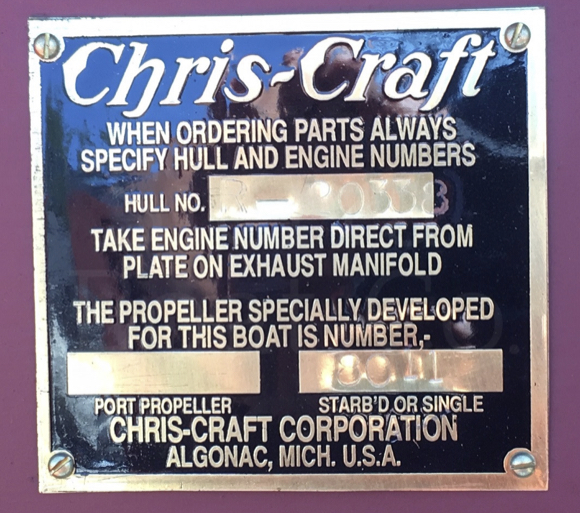 Chris-Craft
WHEN ORDERING PARTS ALWAYS
SPECIFY HULL AND ENGINE NUMBERS
HULL NO.
TAKE ENGINE NUMBER DIRECT FROM
PLATE ON EXHAUST MANIFOLD
THE PROPELLER SPECIALLY DEVELOPED
FOR THIS BOAT IS NUMBER,-
PORT PROPELLER STARB'D OR SINGLE
CHRIS-CRAFT CORPORATION
ALGONAC, MICH. U.S.A.